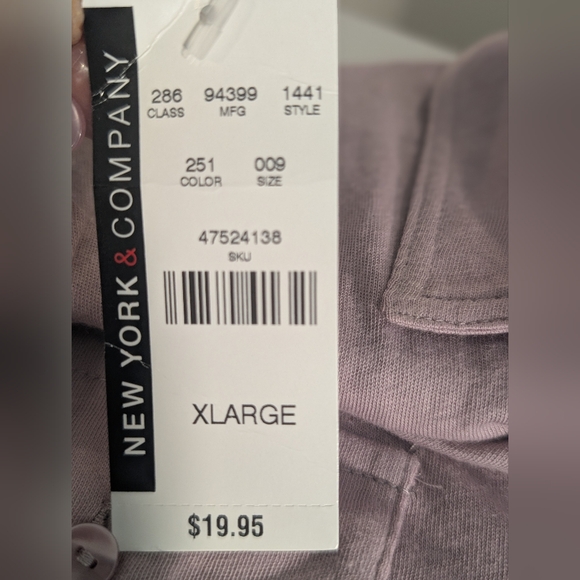 NEW YORK & COMPANY
286 94399 1441
CLASS MFG STYLE
251 009
COLOR SIZE
47524138
SKU
XLARGE
$19.95